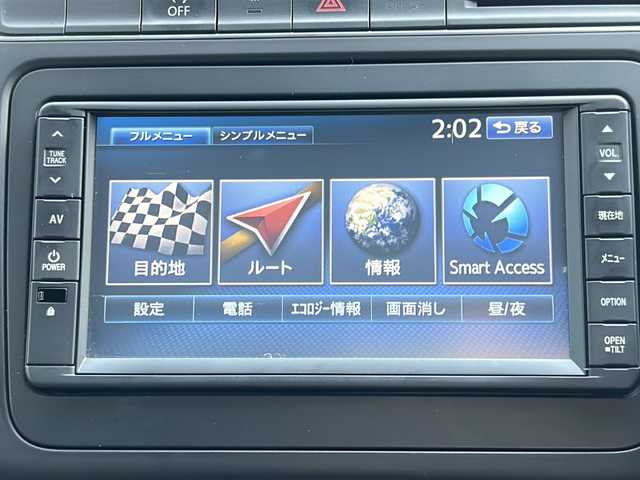 OFF
フルメニュー シンプルメニュー 2:02 戻る
TUNE
TRACK
AV
POWER
目的地 ルート 情報 Smart Access
設定 電話 エコロジー情報 画面消し 昼/夜
VOL
現在地
メニュー
OPTION
OPEN
TILT